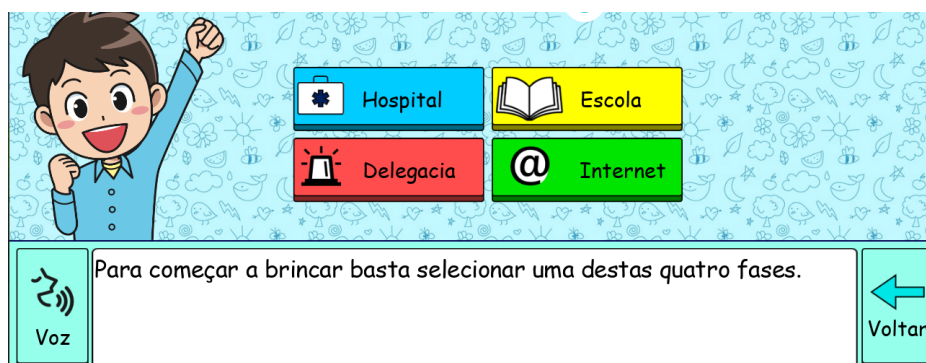 Hospital
Escola
Delegacia
@ Internet
Para começar a brincar basta selecionar uma destas quatro fases.
Voz
Voltar